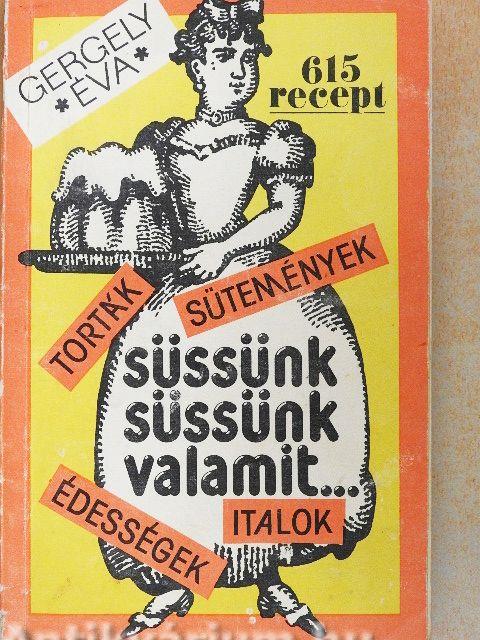 GERGELY
* ÉVA *
615
recept
TORTÁK
SÜTEMÉNYEK
süssünk
süssünk
valamit...
ÉDESSÉGEK
ITALOK